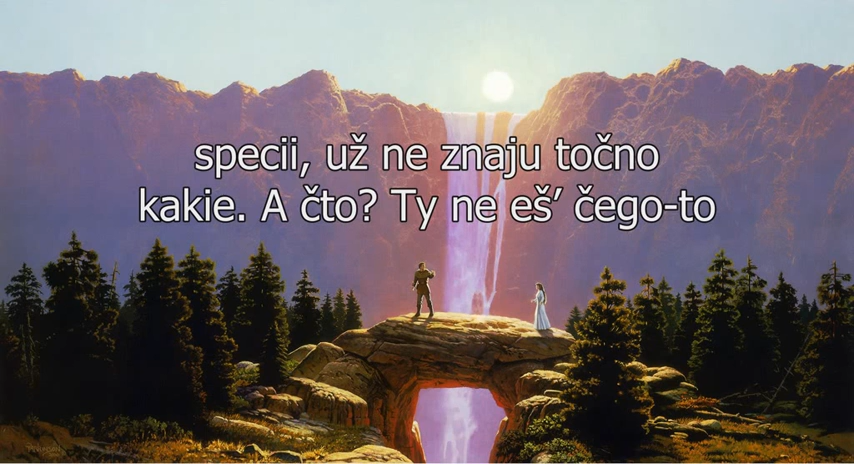 specii, už ne znaju točno
kakie. A čto? Ty ne eš’ čego-to